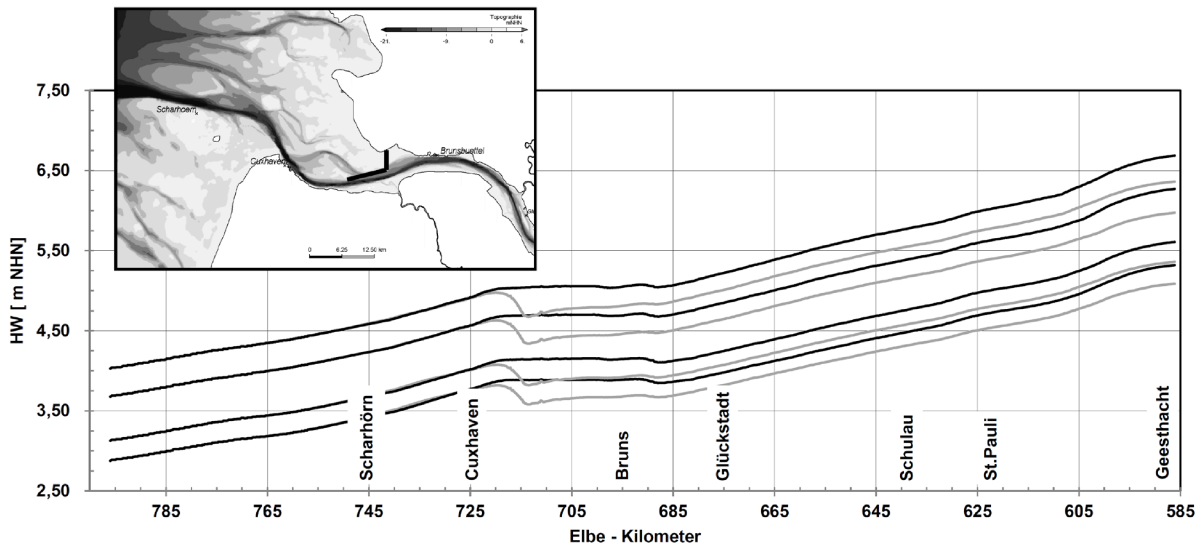 Topographie
mNHN
-21 -9 0 6
Scharhoern
Cuxhaven
Brunsbuettel
0 6.25 12.50 km
7,50
6,50
5,50
4,50
3,50
2,50
HW [ m NHN]
Scharhörn
Cuxhaven
Bruns
Glückstadt
Schulau
St.Pauli
Geesthacht
785 765 745 725 705 685 665 645 625 605 585
Elbe - Kilometer